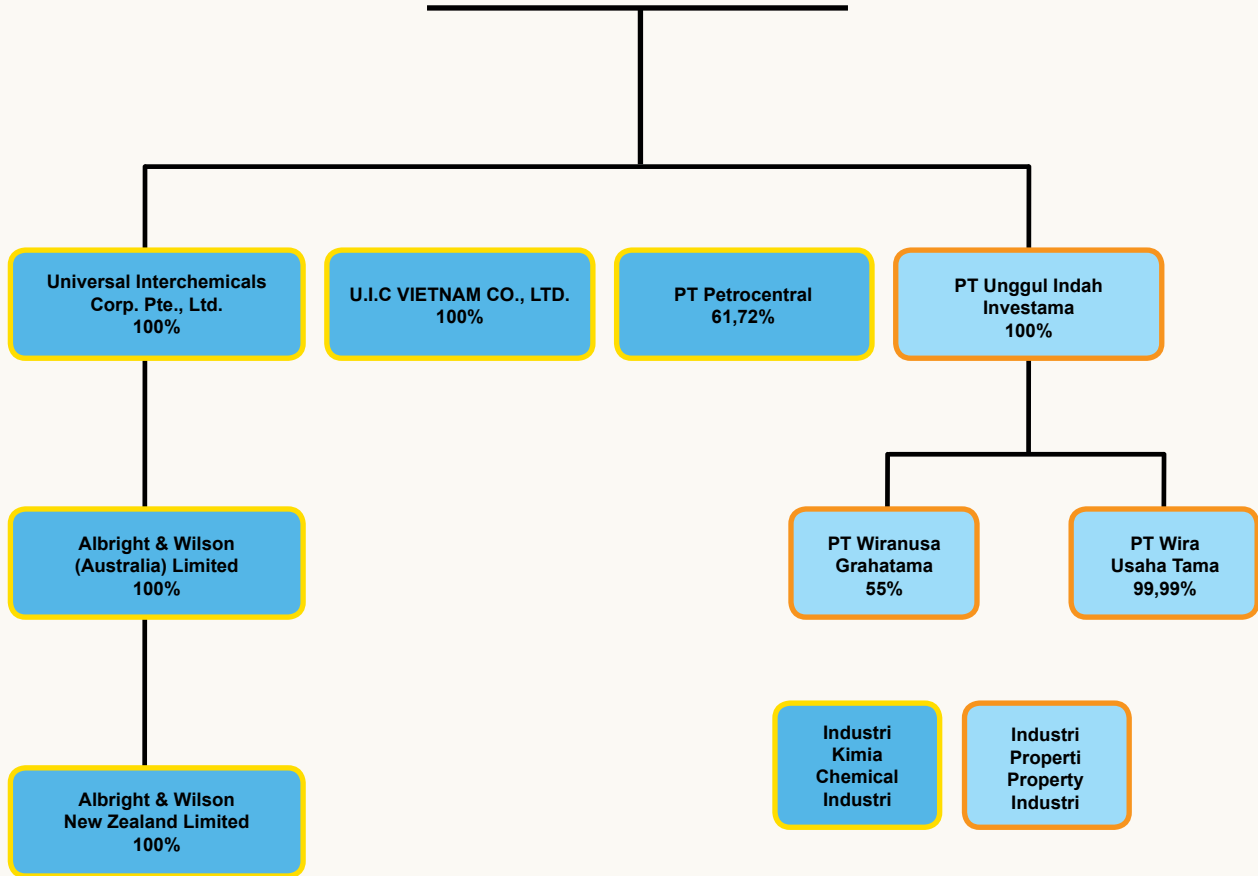 Universal Interchemicals
Corp. Pte., Ltd.
100%
U.I.C VIETNAM CO., LTD.
100%
PT Petrocentral
61,72%
PT Unggul Indah
Investama
100%
Albright & Wilson
(Australia) Limited
100%
PT Wiranusa
Grahatama
55%
PT Wira
Usaha Tama
99,99%
Industri
Kimia
Chemical
Industri
Industri
Properti
Property
Industri
Albright & Wilson
New Zealand Limited
100%